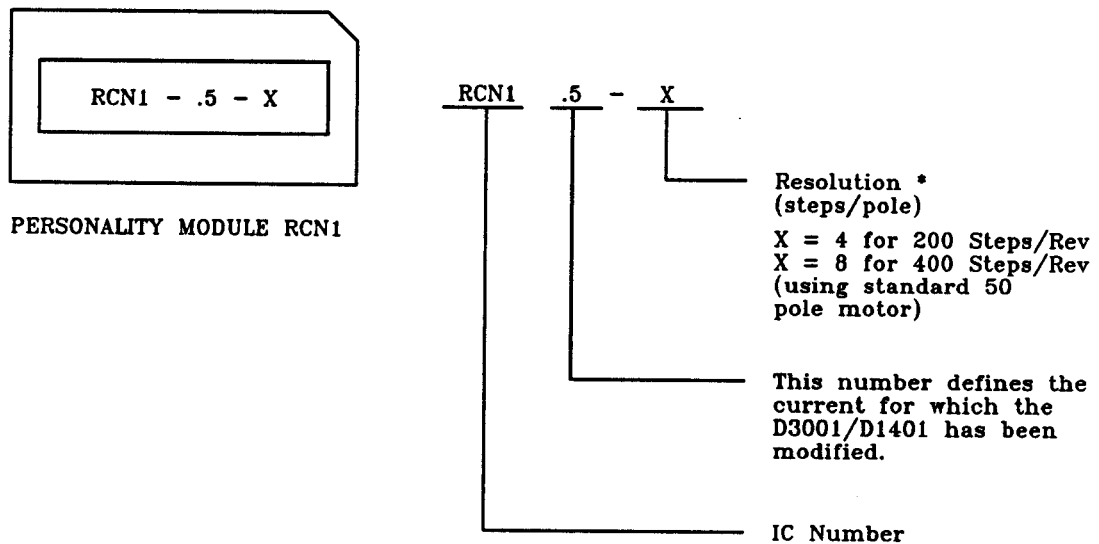 RCN1 - .5 - X
PERSONALITY MODULE RCN1
RCN1 .5 - X
Resolution *
(steps/pole)
X = 4 for 200 Steps/Rev
X = 8 for 400 Steps/Rev
(using standard 50
pole motor)
This number defines the
current for which the
D3001/D1401 has been
modified.
IC Number